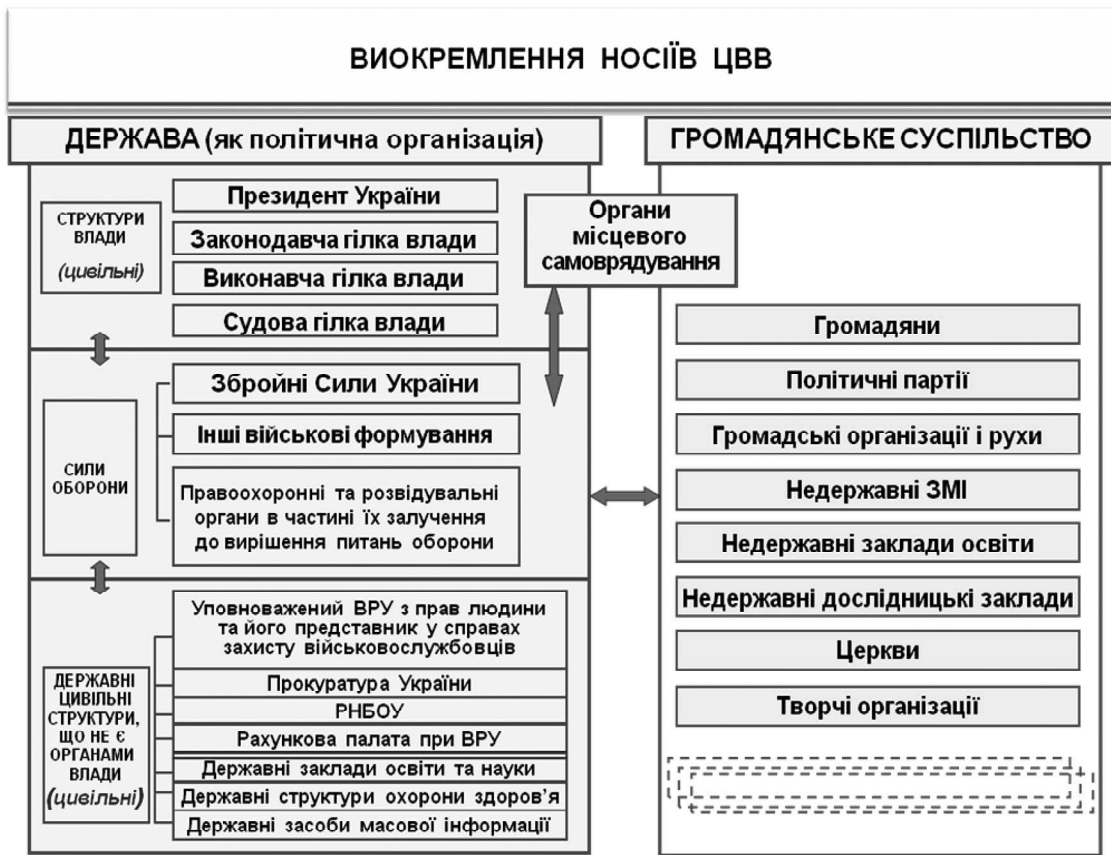 ВИОКРЕМЛЕННЯ НОСІЇВ ЦВВ
ДЕРЖАВА (як політична організація)
СТРУКТУРИ
ВЛАДИ
(цивільні)
Президент України
Законодавча гілка влади
Виконавча гілка влади
Судова гілка влади
Органи
місцевого
самоврядування
СИЛИ
ОБОРОНИ
Збройні Сили України
Інші військові формування
Правоохоронні та розвідувальні
органи в частині їх залучення
до вирішення питань оборони
ДЕРЖАВНІ
ЦИВІЛЬНІ
СТРУКТУРИ,
ЩО НЕ Є
ОРГАНАМИ
ВЛАДИ
(цивільні)
Уповноважений ВРУ з прав людини
та його представник у справах
захисту військовослужбовців
Прокуратура України
РНБОУ
Рахункова палата при ВРУ
Державні заклади освіти та науки
Державні структури охорони здоров’я
Державні засоби масової інформації
ГРОМАДЯНСЬКЕ СУСПІЛЬСТВО
Громадяни
Політичні партії
Громадські організації і рухи
Недержавні ЗМІ
Недержавні заклади освіти
Недержавні дослідницькі заклади
Церкви
Творчі організації